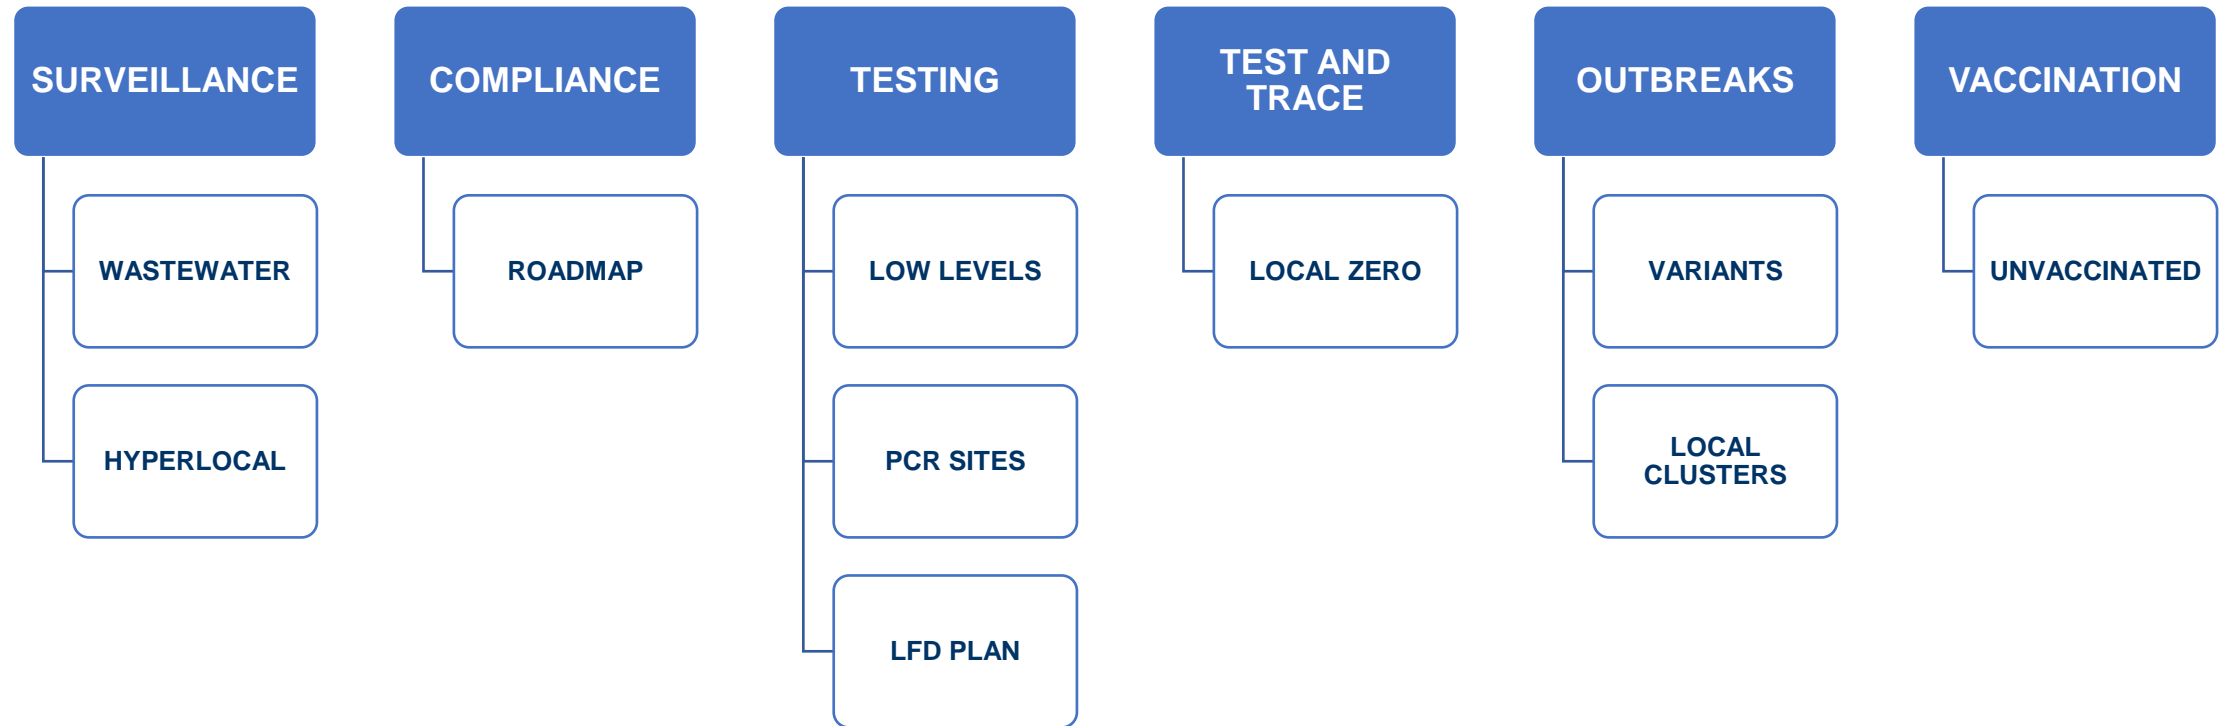 SURVEILLANCE
WASTEWATER
HYPERLOCAL
COMPLIANCE
ROADMAP
TESTING
LOW LEVELS
PCR SITES
LFD PLAN
TEST AND
TRACE
LOCAL ZERO
OUTBREAKS
VARIANTS
LOCAL
CLUSTERS
VACCINATION
UNVACCINATED